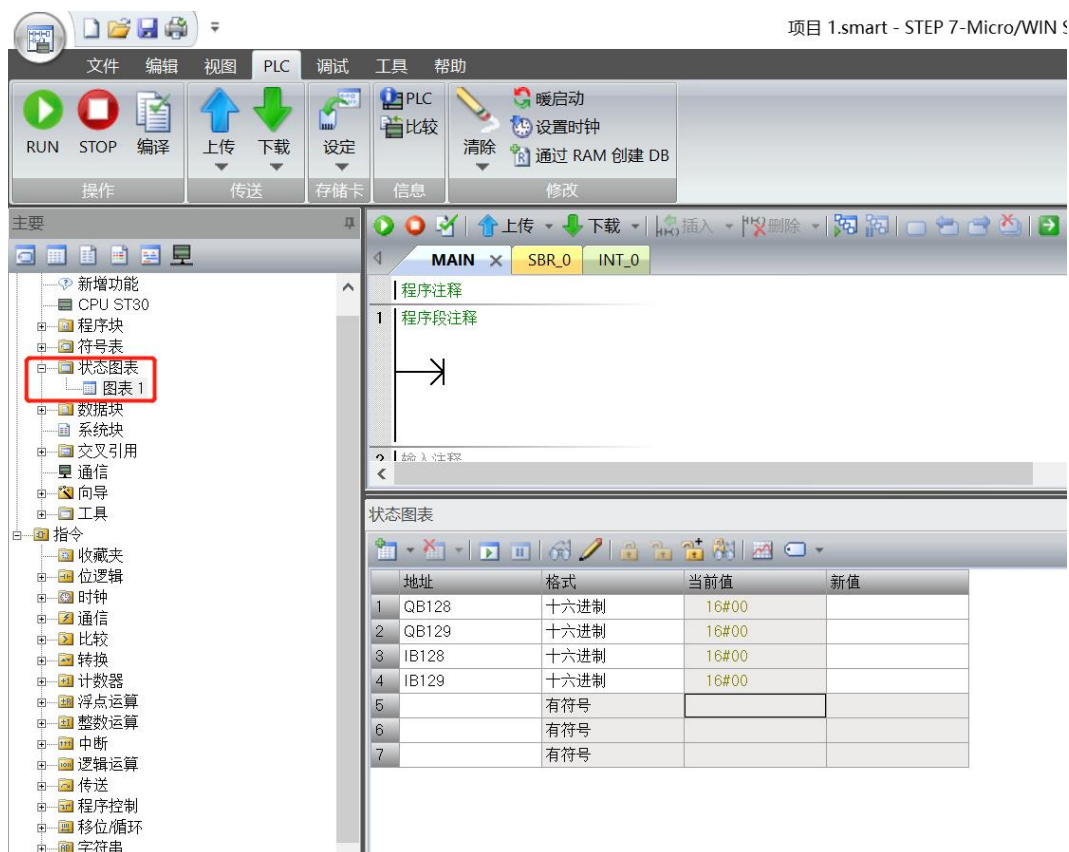 项目 1.smart - STEP 7-Micro/WIN S
文件 编辑 视图 PLC 调试 工具 帮助
RUN STOP 编译 上传 下载 设定 PLC 比较 清除 暖启动 设置时钟 通过 RAM 创建 DB
操作 传送 存储卡 信息 修改
主要
上传 下载 插入 删除
MAIN SBR_0 INT_0
新增功能
CPU ST30
程序块
符号表
状态图表
图表 1
数据块
系统块
交叉引用
通信
向导
工具
指令
收藏夹
位逻辑
时钟
通信
比较
转换
计数器
浮点运算
整数运算
中断
逻辑运算
传送
程序控制
移位/循环
字符串
程序注释
1 程序段注释
2 输入注释
状态图表
地址 格式 当前值 新值
1 QB128 十六进制 16#00
2 QB129 十六进制 16#00
3 IB128 十六进制 16#00
4 IB129 十六进制 16#00
5 有符号
6 有符号
7 有符号